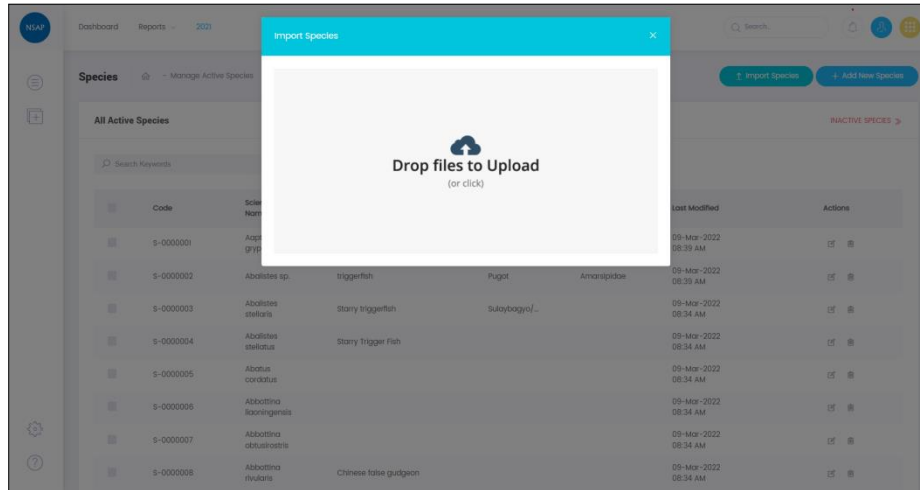 NSAP
Dashboard Reports 2021
Import Species
×
Search..
Species - Manage Active Species
Import Species
+ Add New Species
All Active Species
INACTIVE SPECIES
Search Keywords
Drop files to Upload
(or click)
Code
Last Modified
Actions
S-0000001
09-Mar-2022
08:39 AM
S-0000002 Abalistes sp. triggerfish Pugot Amarsipidae
09-Mar-2022
08:39 AM
S-0000003
Abalistes
stellaris
Starry triggerfish Sulaybagyo/...
09-Mar-2022
08:34 AM
S-0000004
Abalistes
stellatus
Starry Trigger Fish
09-Mar-2022
08:34 AM
S-0000005
Abatus
cordatus
09-Mar-2022
08:34 AM
S-0000006
Abbottina
liaoningensis
09-Mar-2022
08:34 AM
S-0000007
Abbottina
obtusirostris
09-Mar-2022
08:34 AM
S-0000008
Abbottina
rivularis
Chinese false gudgeon
09-Mar-2022
08:34 AM